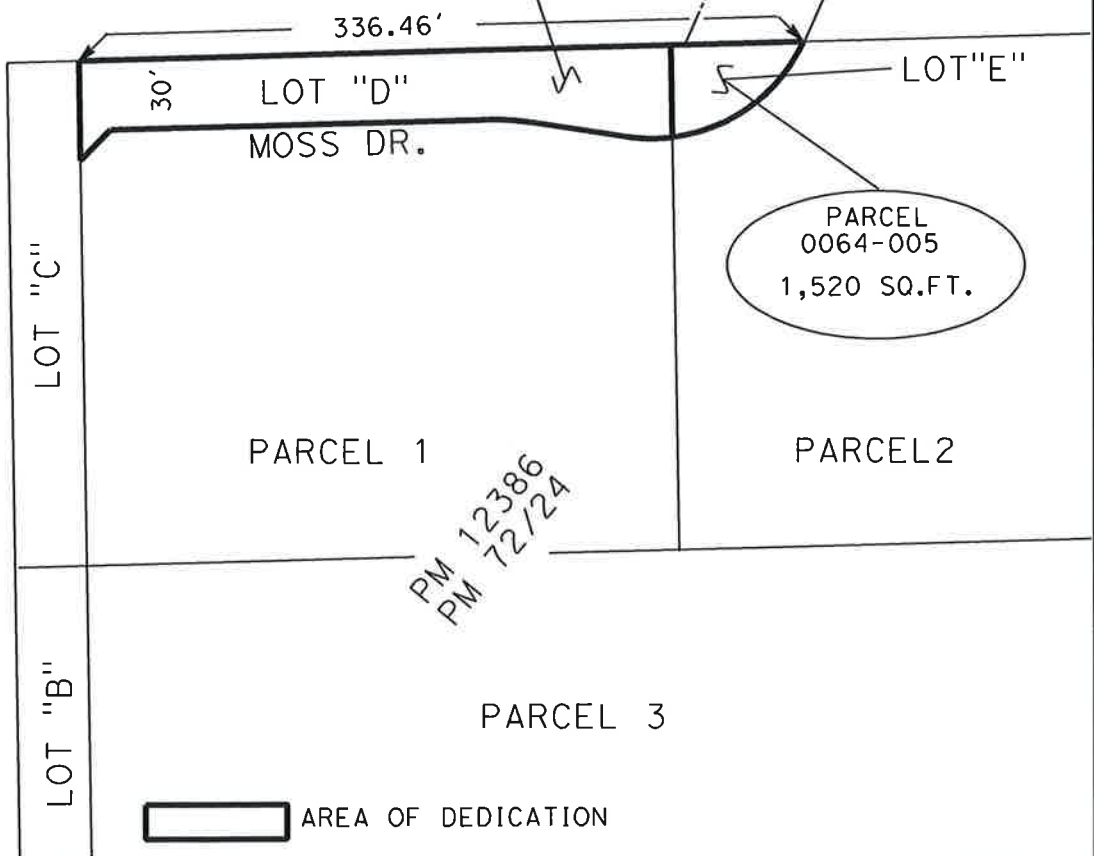 336.46'
30'
LOT "D"
LOT"E"
MOSS DR.
PARCEL
0064-005
1,520 SQ.FT.
LOT "C"
PARCEL 1
PARCEL2
PM 12386
PM 72/24
LOT "B"
PARCEL 3
AREA OF DEDICATION